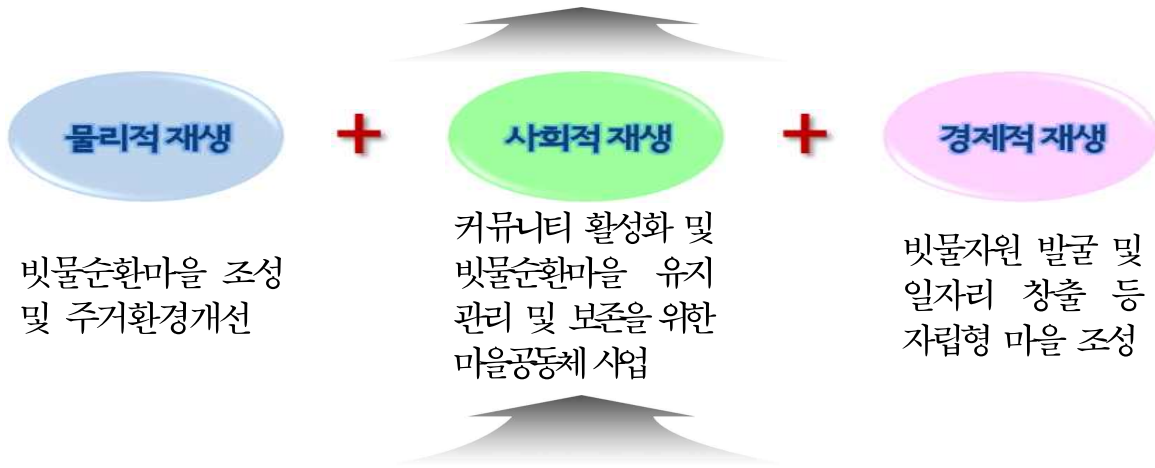 물리적 재생 + 사회적 재생 + 경제적 재생
빗물순환마을 조성
및 주거환경개선
커뮤니티 활성화 및
빗물순환마을 유지
관리 및 보존을 위한
마을공동체 사업
빗물자원 발굴 및
일자리 창출 등
자립형 마을 조성